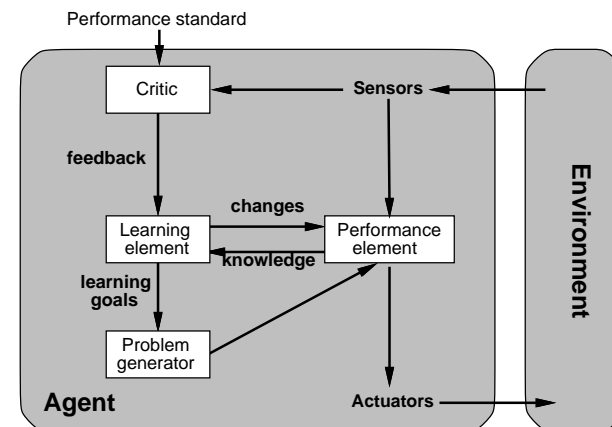 Performance standard
Critic
Sensors
feedback
changes
Learning
element
Performance
element
knowledge
learning
goals
Problem
generator
Agent
Actuators
Environment